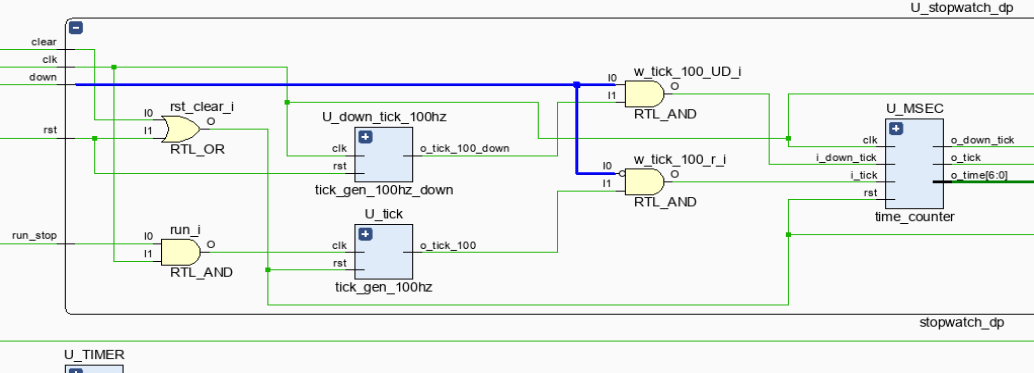 U_stopwatch_dp
clear
clk
down
rst
run_stop
rst_clear_i
I0
I1
O
RTL_OR
run_i
I0
I1
O
RTL_AND
U_down_tick_100hz
clk
rst
o_tick_100_down
tick_gen_100hz_down
U_tick
clk
rst
o_tick_100
tick_gen_100hz
w_tick_100_UD_i
I0
I1
O
RTL_AND
w_tick_100_r_i
I0
I1
O
RTL_AND
U_MSEC
clk
i_down_tick
i_tick
rst
o_down_tick
o_tick
o_time[6:0]
time_counter
stopwatch_dp
U_TIMER